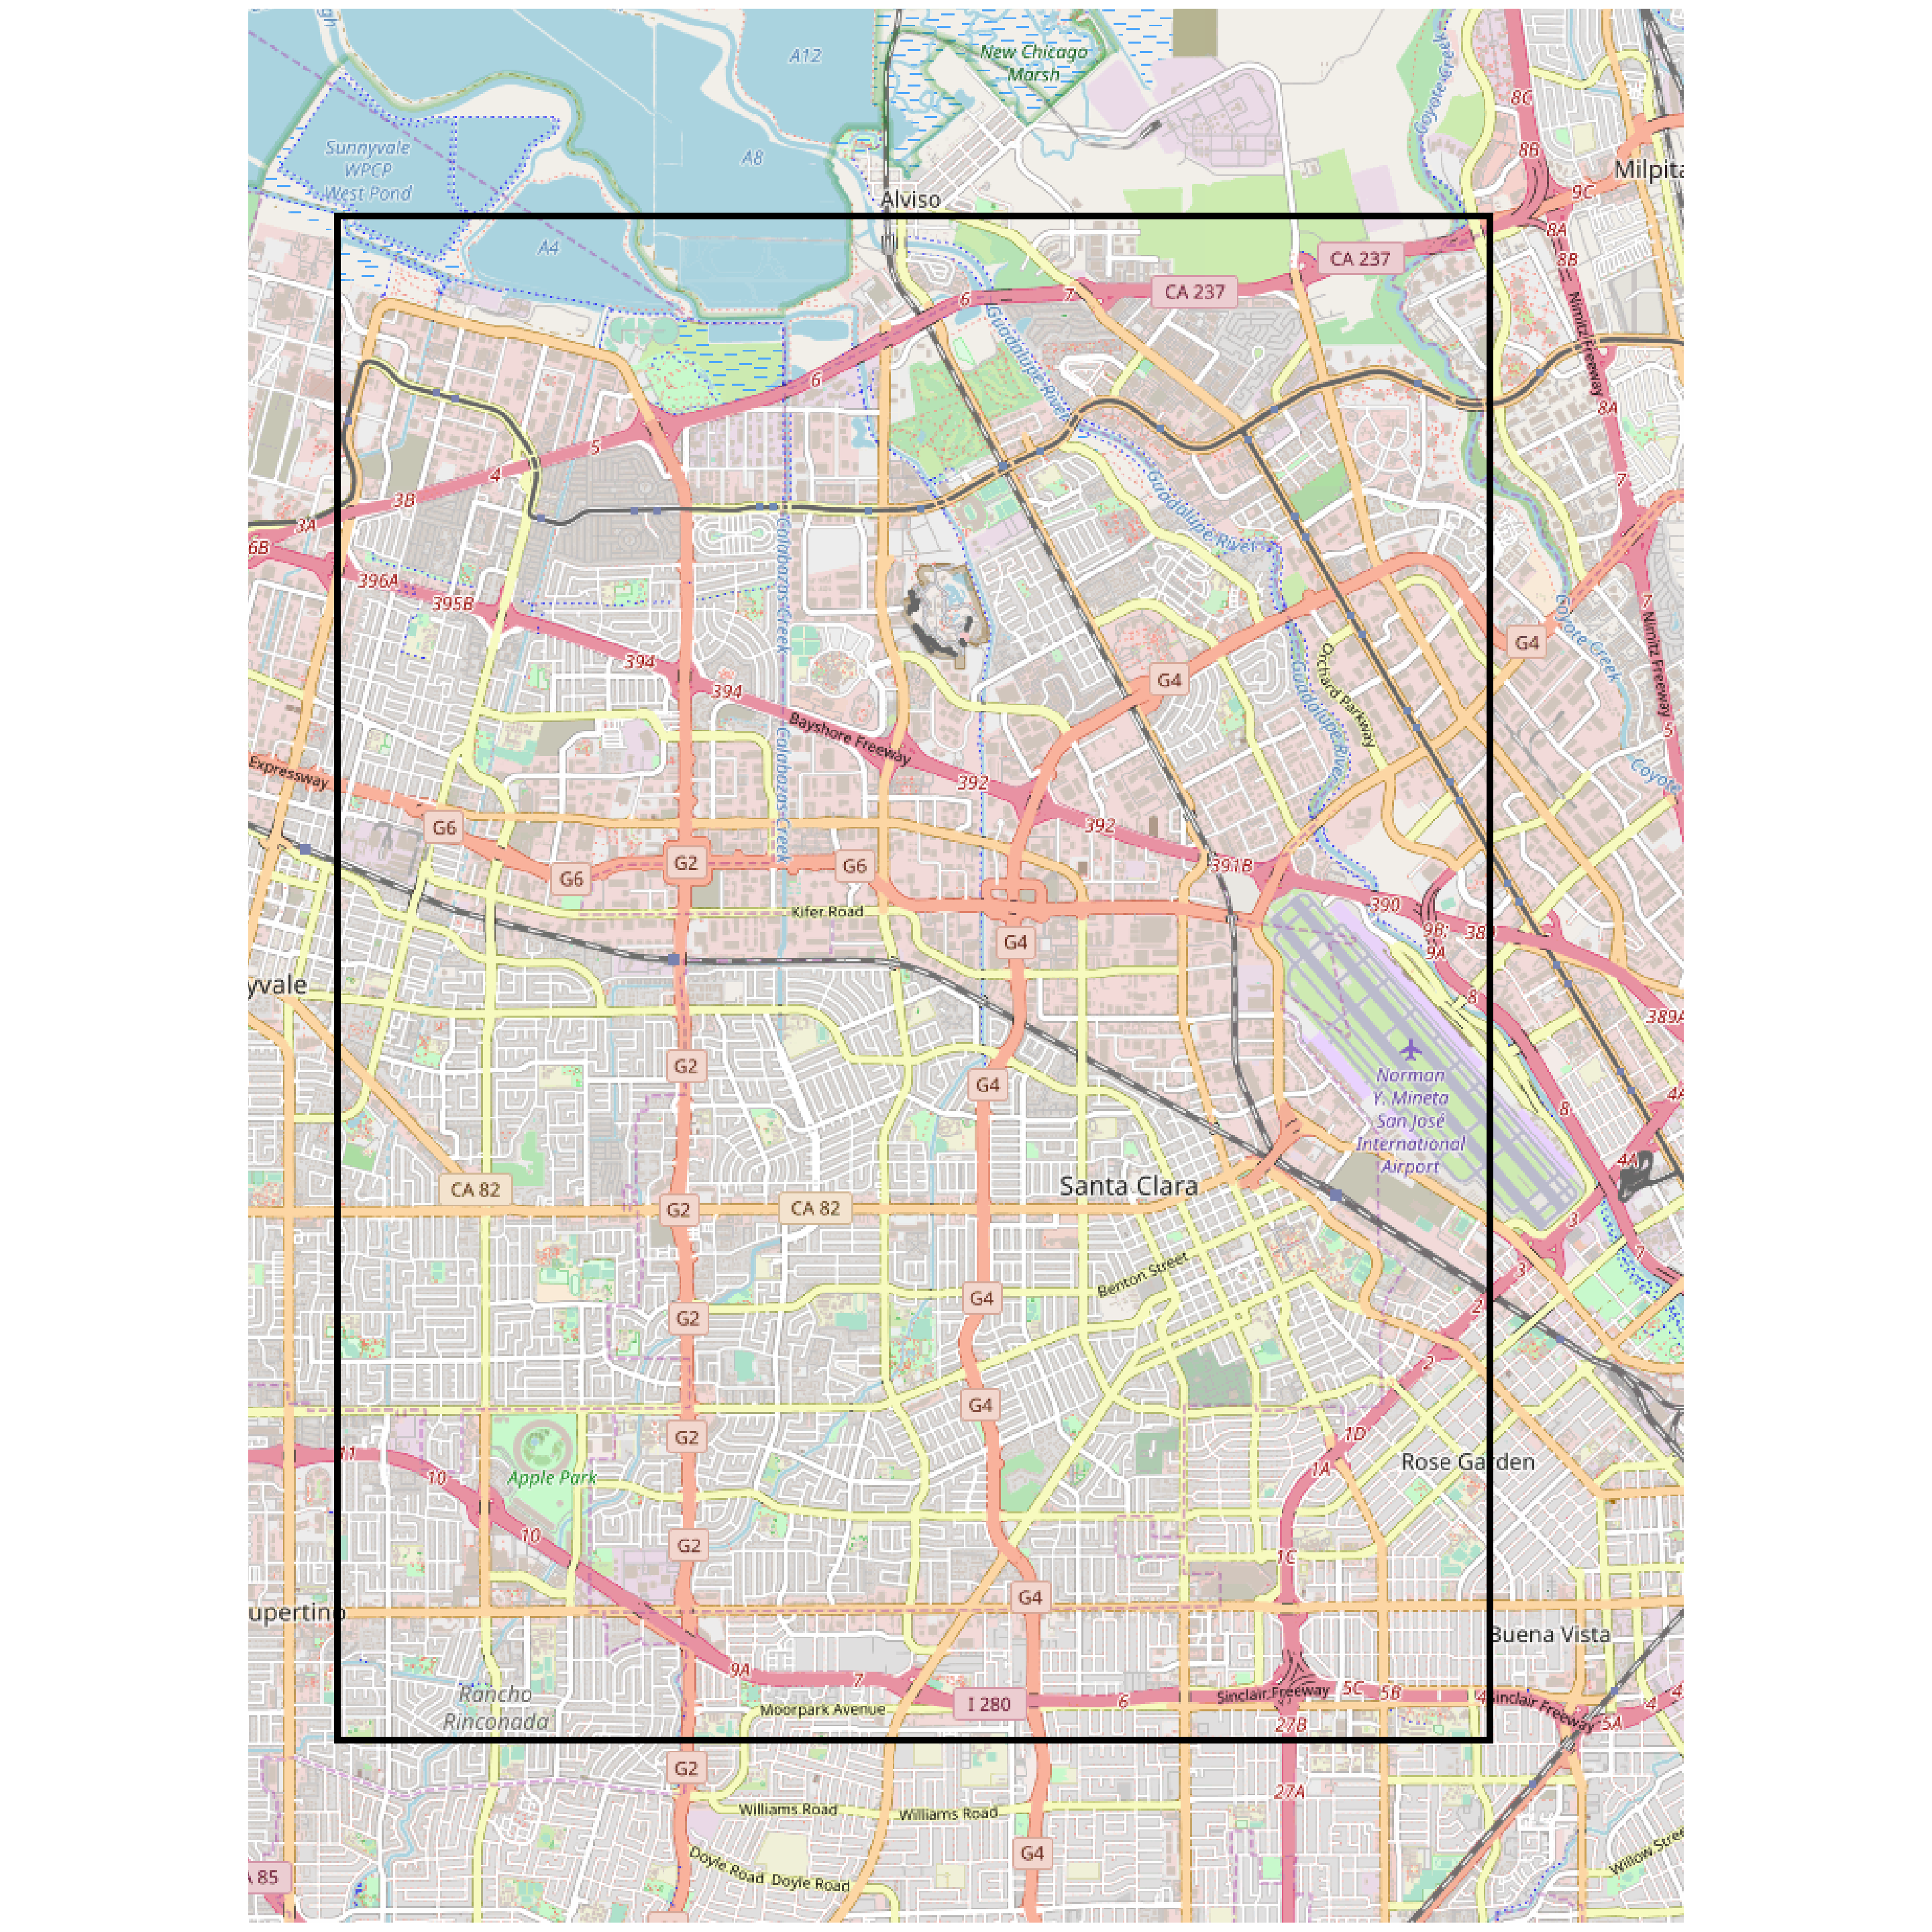 A12
New Chicago
Marsh
Coyote Creek
8C
8B
Milpita
9C
Sunnyvale
WPCP
West Pond
A8
Alviso
8A
8B
A4
CA 237
CA 237
6
7
Nimitz Freeway
Guadalupe River
6
8A
5
4
3B
7
3A
6B
Guadalupe River
Calabazas Creek
396A
395B
G4
Coyote Creek
7
Nimitz Freeway
394
394
G4
Orchard Parkway
Guadalupe River
Bayshore Freeway
5
Calabazas Creek
Expressway
392
Coyote
392
G6
G2
G6
G6
391B
Kifer Road
390
9B;
9A
38
G4
yvale
8
389A
G2
G4
Norman
Y. Mineta
San José
International
Airport
8
4A
4A
CA 82
Santa Clara
G2
CA 82
3
7
Benton Street
3
G4
2
G2
2
G4
G2
1D
11
10
Apple Park
1A
Rose Garden
10
G2
1C
G4
upertino
Buena Vista
9A
7
Rancho
Rinconada
Moorpark Avenue
I 280
6
Sinclair Freeway
5C
5B
4
Sinclair Freeway
5A
4
4
27B
G2
27A
Williams Road
Williams Road
G4
Doyle Road
Doyle Road
Willow Stree
85